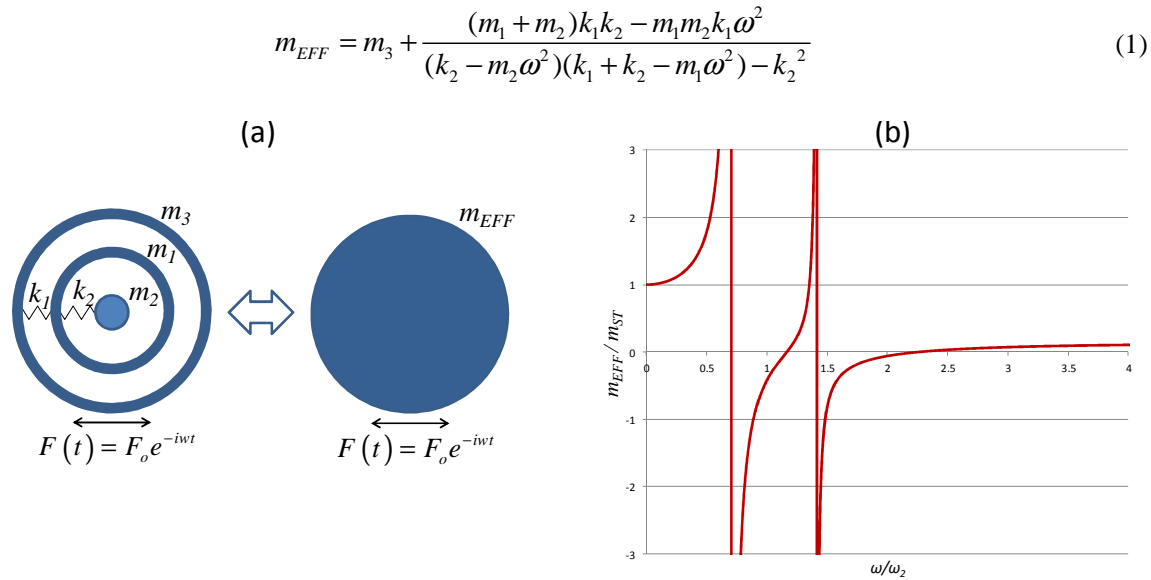 m_EFF = m_3 + ((m_1 + m_2)k_1k_2 − m_1m_2k_1ω^2) / ((k_2 − m_2ω^2)(k_1 + k_2 − m_1ω^2) − k_2^2) (1)
(a)
(b)
m_3
m_1
k_1
k_2
m_2
F(t) = F_o e^{-iwt}
m_EFF
F(t) = F_o e^{-iwt}
m_EFF / m_ST
3
2
1
0
-1
-2
-3
0 0.5 1 1.5 2 2.5 3 3.5 4
ω/ω_2